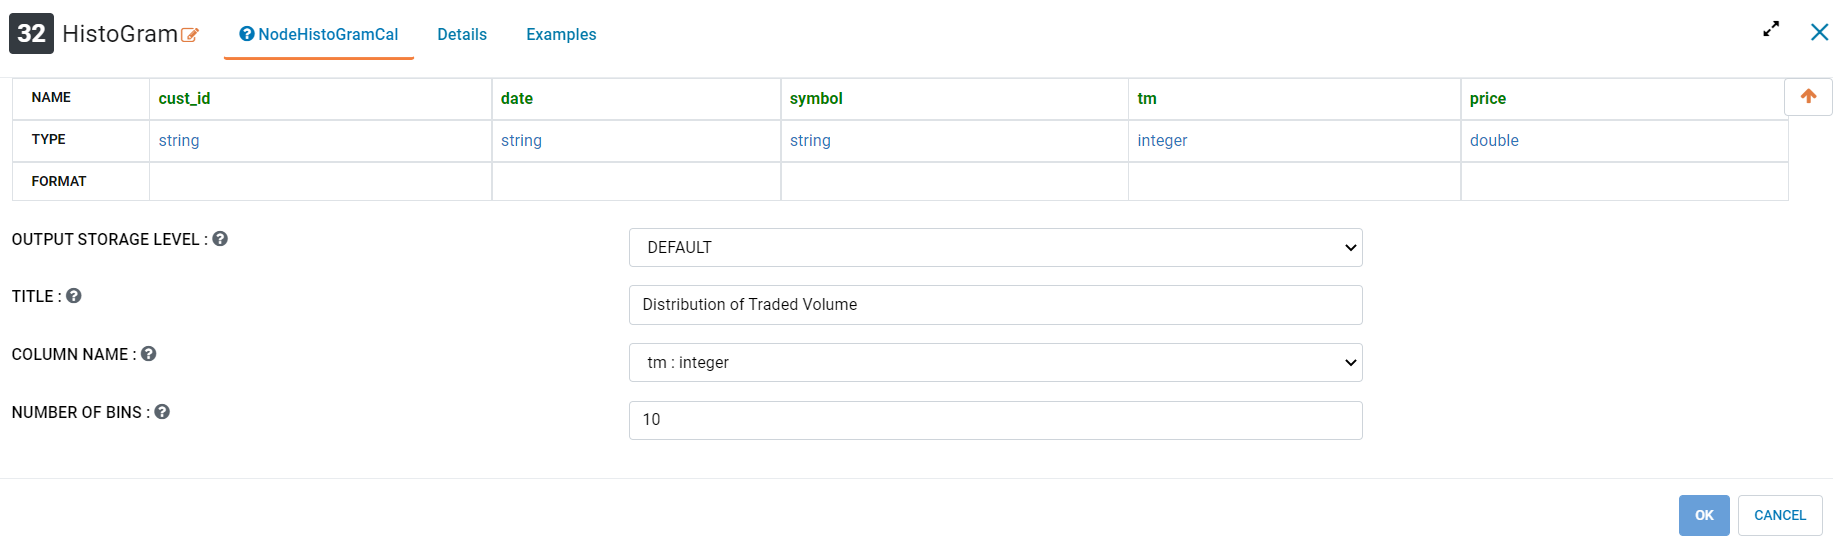 32 HistoGram NodeHistoGramCal Details Examples
NAME cust_id date symbol tm price
TYPE string string string integer double
FORMAT
OUTPUT STORAGE LEVEL : DEFAULT
TITLE : Distribution of Traded Volume
COLUMN NAME : tm : integer
NUMBER OF BINS : 10
OK CANCEL